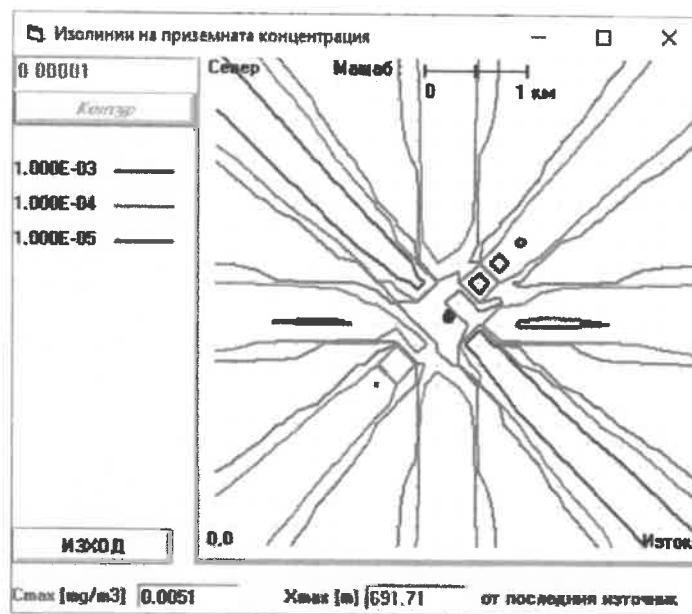 Изолинии на приземната концентрация
0 00001
Север
Мащаб
Контур
0
1 км
1.000E-03
1.000E-04
1.000E-05
ИЗХОД
0,0
Изток
Cmax [mg/m3]
0.0051
Xmax [m]
691.71
от последния източник